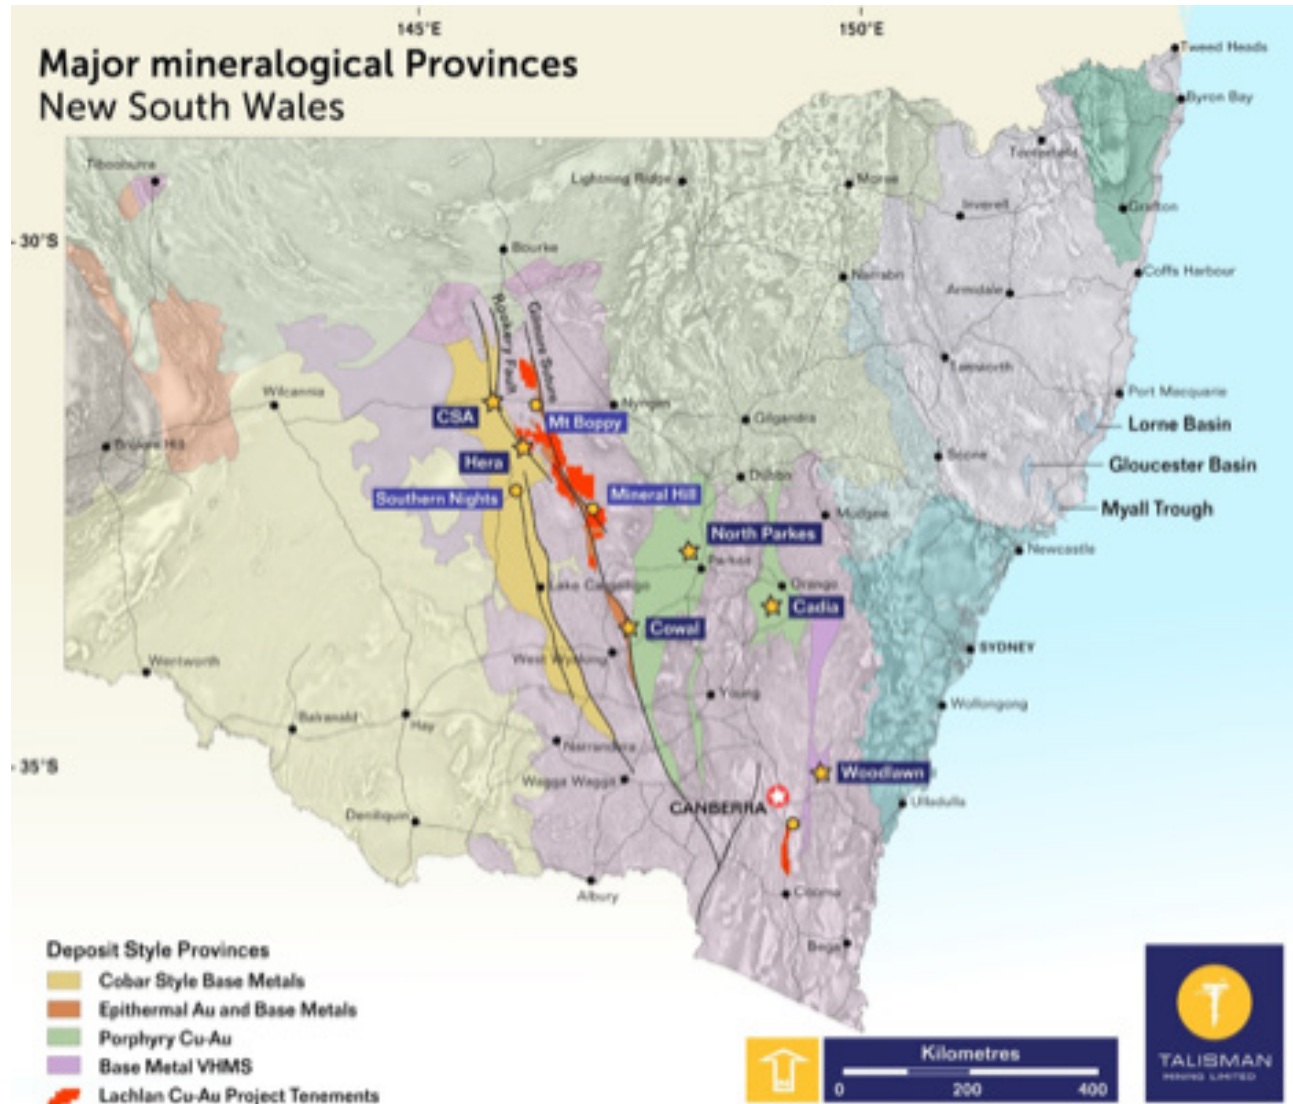 145°E
150°E
Major mineralogical Provinces
New South Wales
Tweed Heads
Byron Bay
Tibooburra
Lightning Ridge
Moree
Tenterfield
Inverell
Grafton
30°S
Bourke
Coffs Harbour
Narrabri
Armidale
Rookery Fault
Gilmore Suture
Tamworth
Wilcannia
Port Macquarie
Nyngan
CSA
Mt Boppy
Gilgandra
Lorne Basin
Broken Hill
Hera
Scone
Gloucester Basin
Dubbo
Southern Nights
Mineral Hill
Myall Trough
Mudgee
North Parkes
Newcastle
Parkes
Lake Cargelligo
Orange
Cadia
Cowal
SYDNEY
Wentworth
West Wyalong
Young
Wollongong
Balranald
Hay
Narrandera
35°S
Wagga Wagga
Woodlawn
CANBERRA
Ulladulla
Deniliquin
Albury
Cooma
Bega
Deposit Style Provinces
Cobar Style Base Metals
Epithermal Au and Base Metals
Porphyry Cu-Au
Base Metal VHMS
Lachlan Cu-Au Project Tenements
Kilometres
0 200 400
TALISMAN
MINING LIMITED